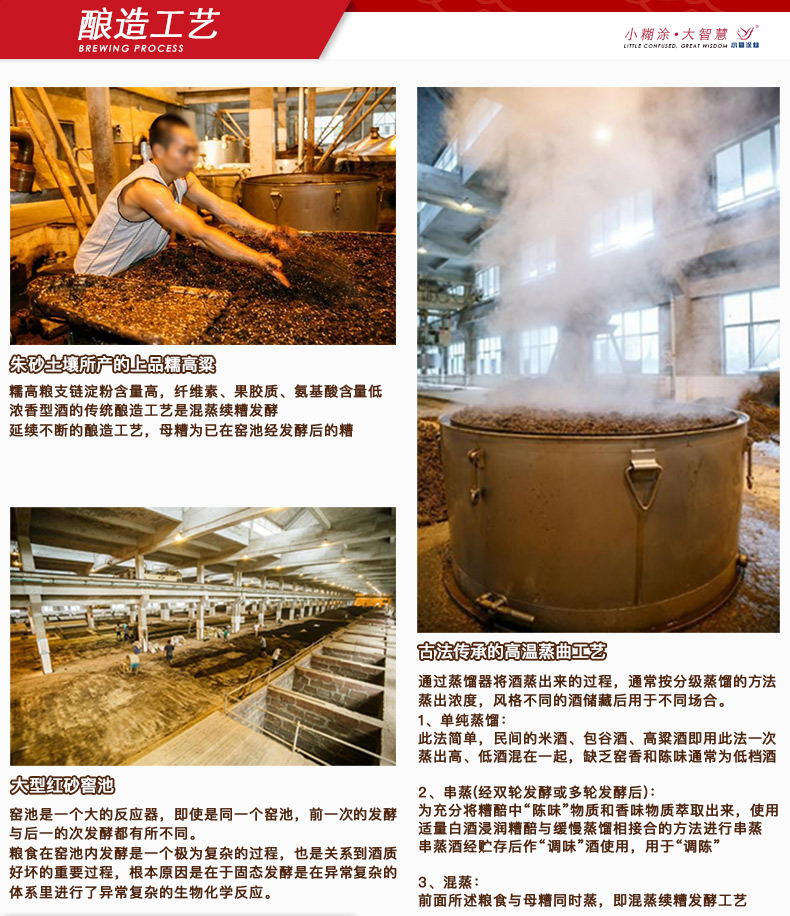 酿造工艺
BREWING PROCESS
小糊涂·大智慧
LITTLE CONFUSED, GREAT WISDOM
小糊涂仙
朱砂土壤所产的上品糯高粱
糯高粮支链淀粉含量高，纤维素、果胶质、氨基酸含量低
浓香型酒的传统酿造工艺是混蒸续糟发酵
延续不断的酿造工艺，母糟为已在窑池经发酵后的糟
大型红砂窖池
窑池是一个大的反应器，即使是同一个窑池，前一次的发酵
与后一的次发酵都有所不同。
粮食在窑池内发酵是一个极为复杂的过程，也是关系到酒质
好坏的重要过程，根本原因是在于固态发酵是在异常复杂的
体系里进行了异常复杂的生物化学反应。
古法传承的高温蒸曲工艺
通过蒸馏器将酒蒸出来的过程，通常按分级蒸馏的方法
蒸出浓度，风格不同的酒储藏后用于不同场合。
1、单纯蒸馏：
此法简单，民间的米酒、包谷酒、高粱酒即用此法一次
蒸出高、低酒混在一起，缺乏窑香和陈味通常为低档酒
2、串蒸(经双轮发酵或多轮发酵后)：
为充分将糟醅中“陈味”物质和香味物质萃取出来，使用
适量白酒浸润糟醅与缓慢蒸馏相接合的方法进行串蒸
串蒸酒经贮存后作“调味”酒使用，用于“调陈”
3、混蒸：
前面所述粮食与母糟同时蒸，即混蒸续糟发酵工艺